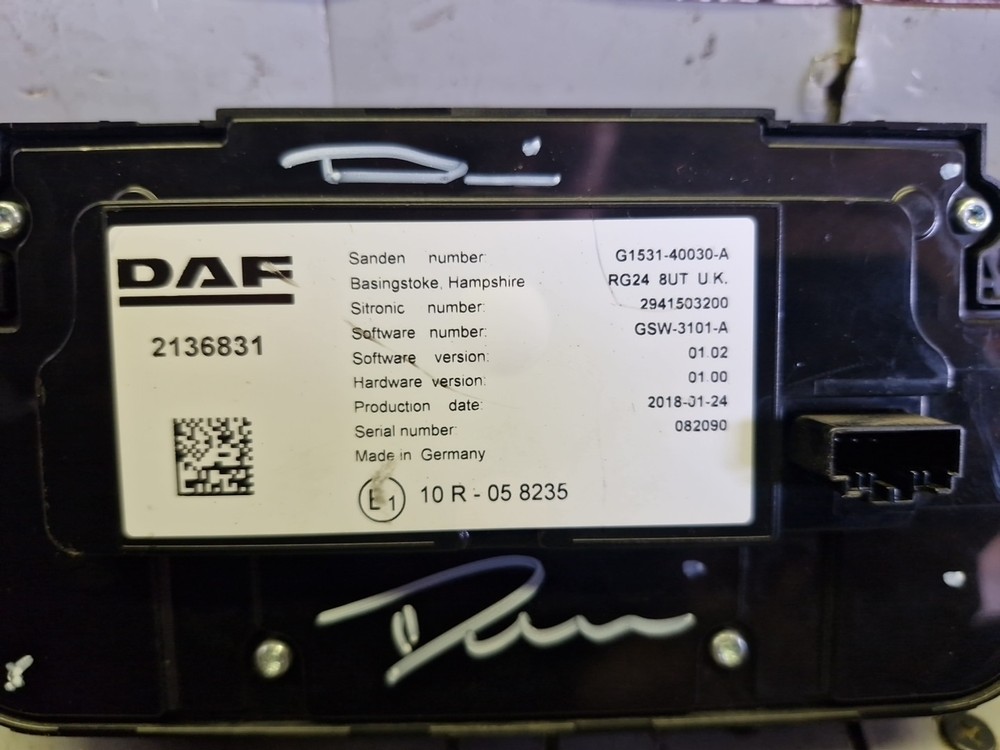 DAF
2136831
Sanden number: G1531-40030-A
Basingstoke, Hampshire RG24 8UT U.K.
Sitronic number: 2941503200
Software number: GSW-3101-A
Software version: 01.02
Hardware version: 01.00
Production date: 2018-01-24
Serial number: 082090
Made in Germany
E1 10 R - 05 8235